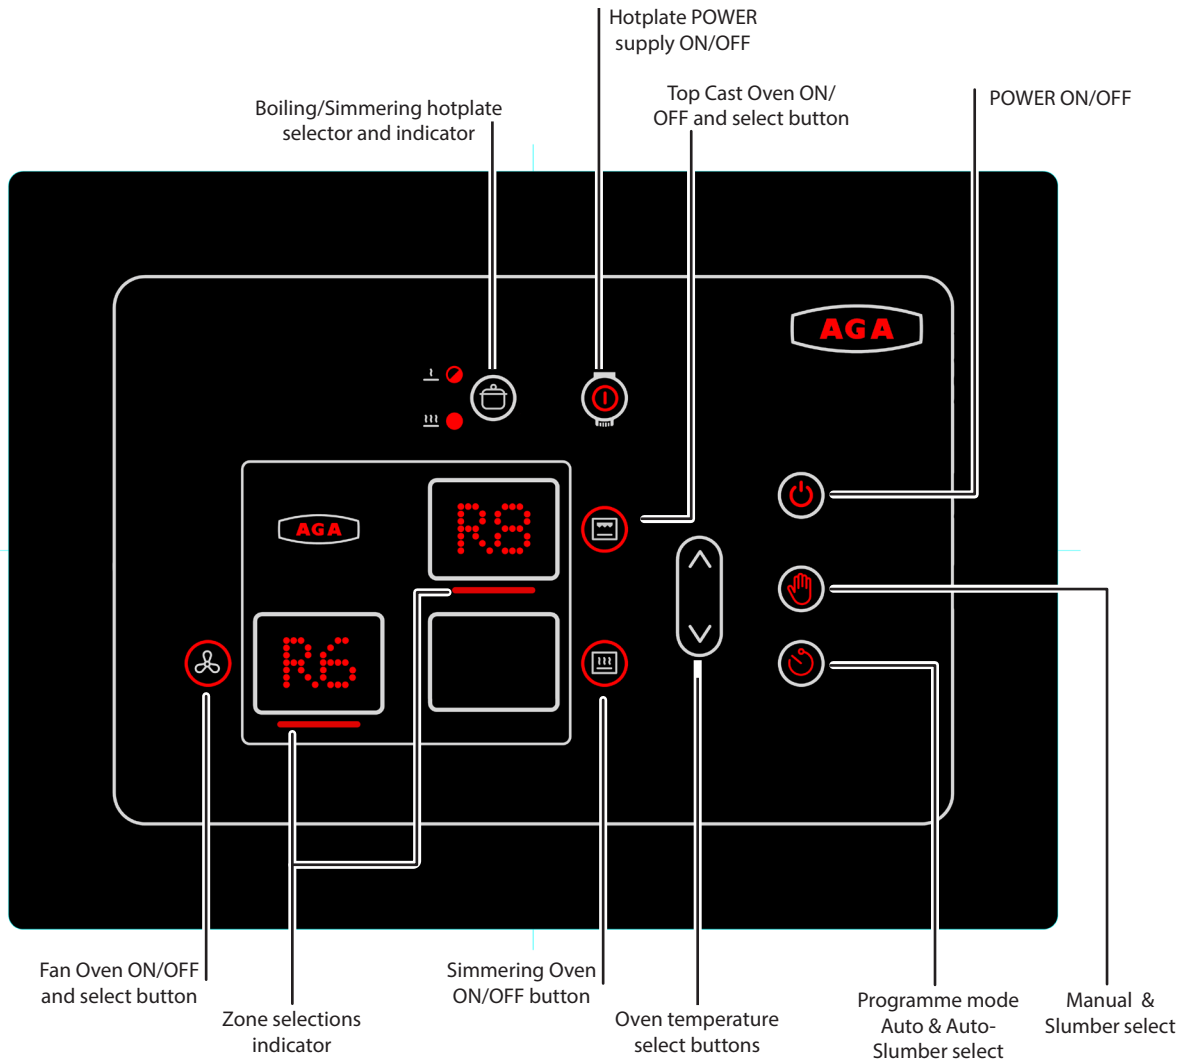 Hotplate POWER
supply ON/OFF
Top Cast Oven ON/
OFF and select button
POWER ON/OFF
Boiling/Simmering hotplate
selector and indicator
AGA
R8
AGA
R6
Fan Oven ON/OFF
and select button
Zone selections
indicator
Simmering Oven
ON/OFF button
Oven temperature
select buttons
Programme mode
Auto & Auto-
Slumber select
Manual &
Slumber select